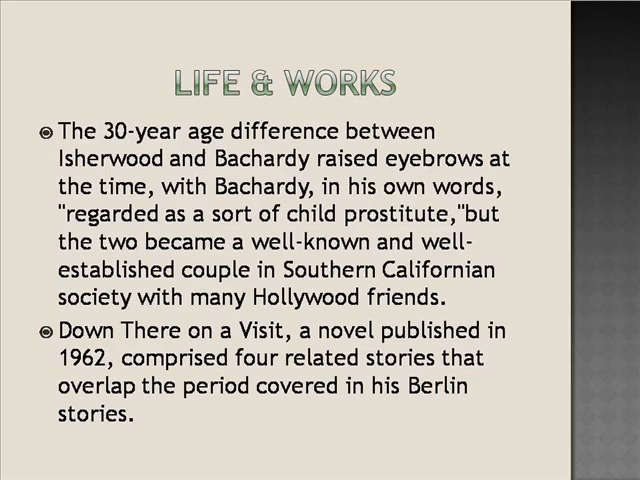 LIFE & WORKS
The 30-year age difference between
Isherwood and Bachardy raised eyebrows at
the time, with Bachardy, in his own words,
"regarded as a sort of child prostitute,"but
the two became a well-known and well-
established couple in Southern Californian
society with many Hollywood friends.
Down There on a Visit, a novel published in
1962, comprised four related stories that
overlap the period covered in his Berlin
stories.